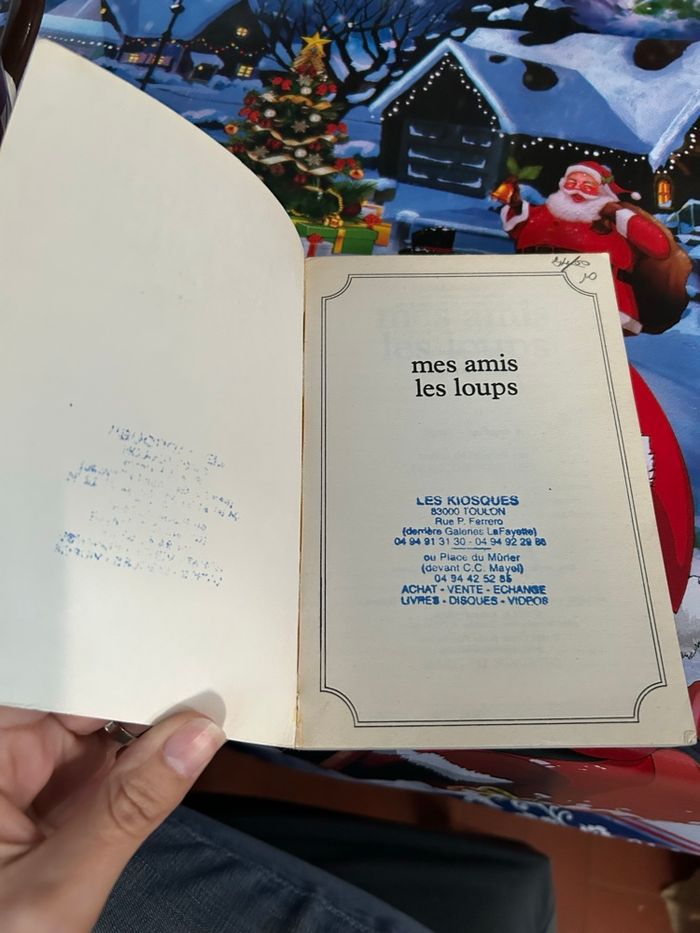 mes amis
les loups
LES KIOSQUES
83000 TOULON
Rue P. Ferrero
(derrière Galeries LaFayette)
04 94 91 31 30 - 04 94 92 29 88
ou Place du Mûrier
(devant C.C. Mayol)
04 94 42 52 85
ACHAT - VENTE - ECHANGE
LIVRES - DISQUES - VIDEOS